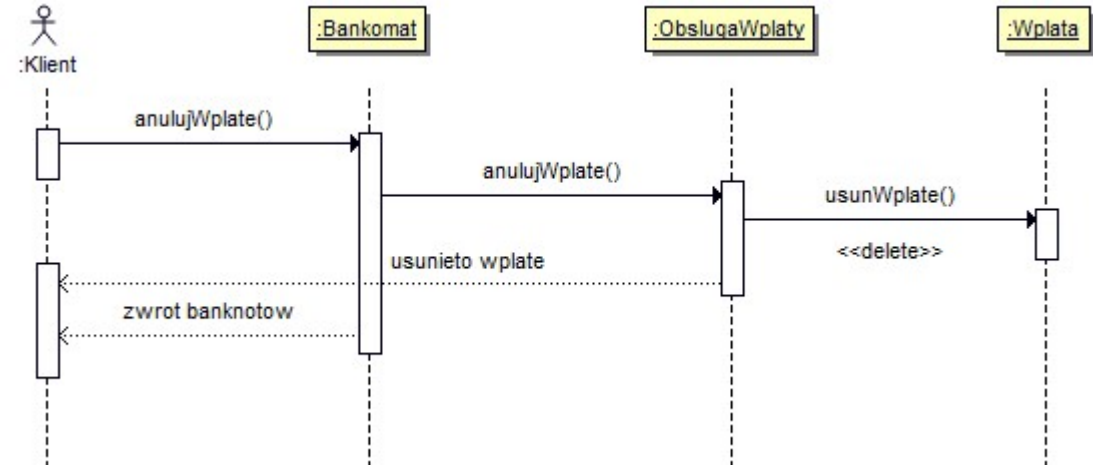 :Klient
:Bankomat
:ObslugaWplaty
:Wplata
anulujWplate()
anulujWplate()
usunWplate()
<<delete>>
usunieto wplate
zwrot banknotow